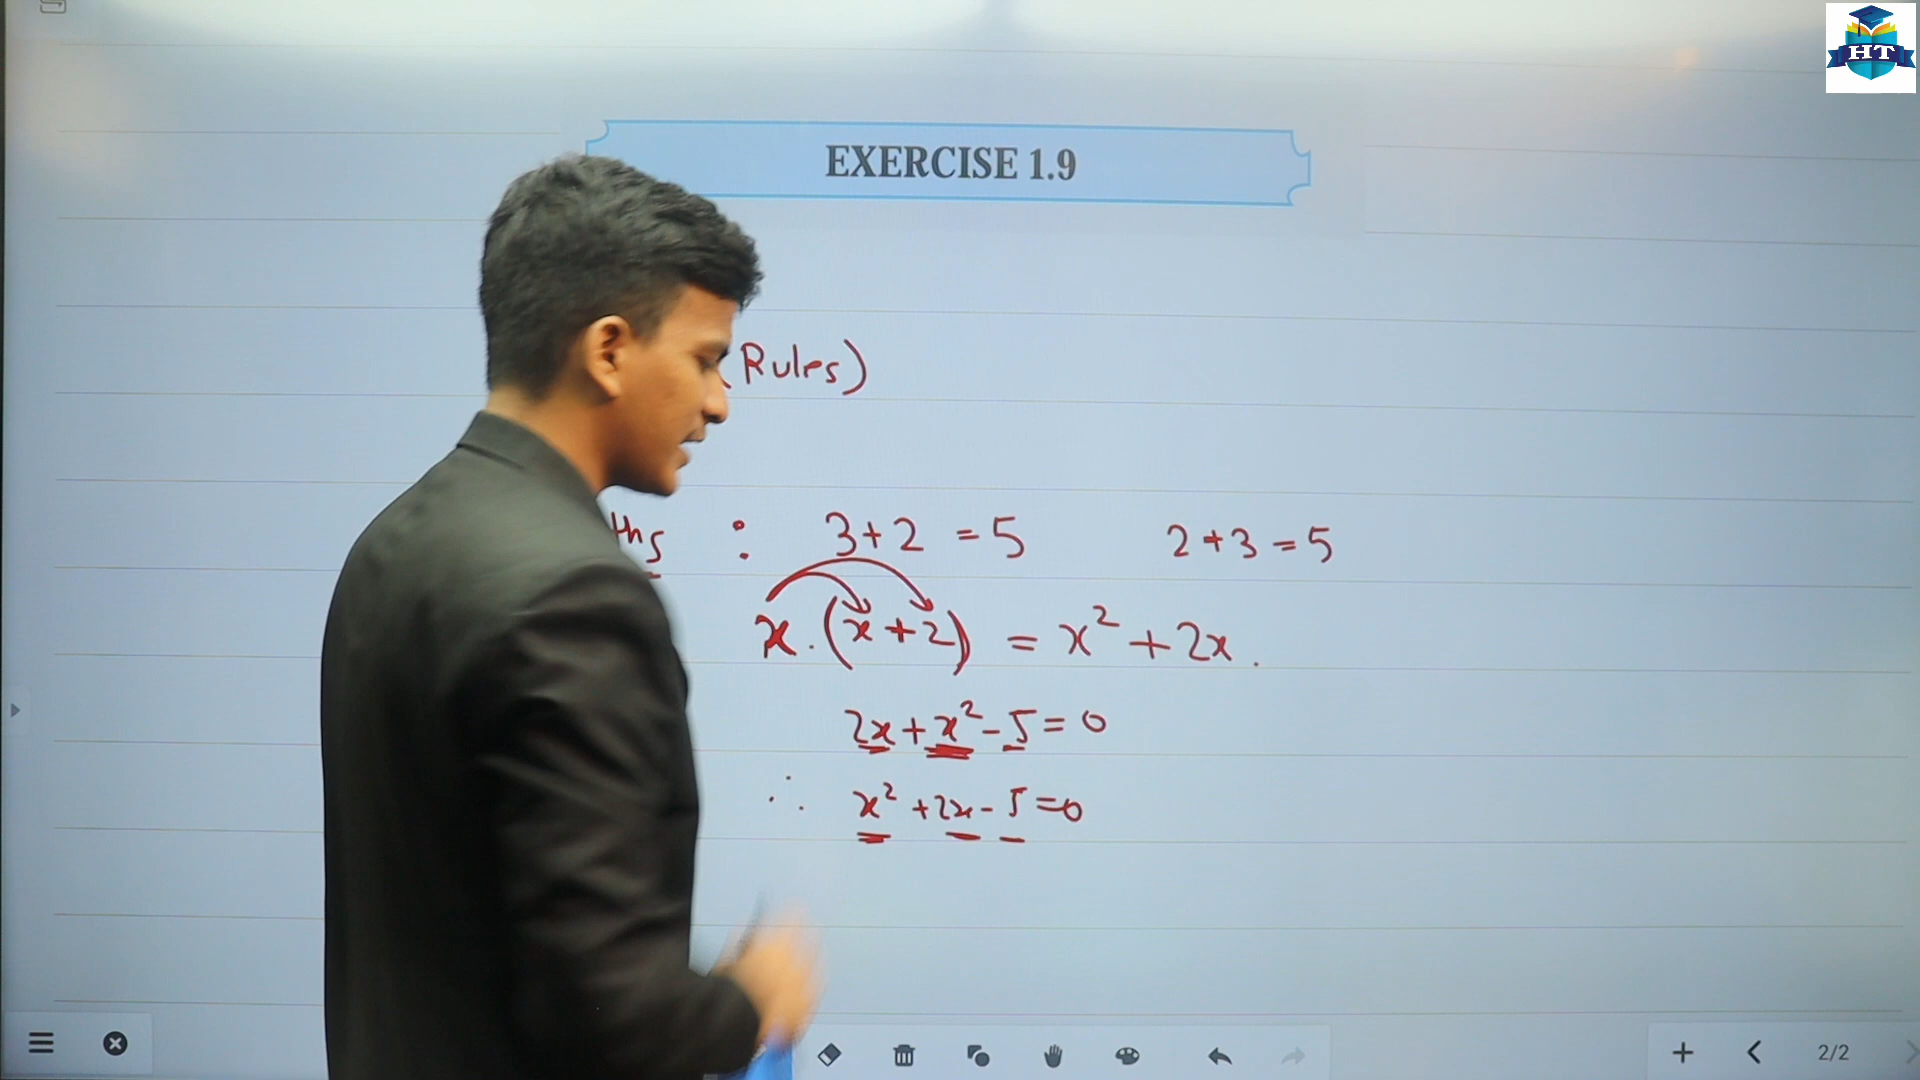 HT
EXERCISE 1.9
(Rules)
ths : 3+2 = 5 2+3=5
x.(x+2) = x² + 2x.
2x+x²-5=0
∴ x²+2x-5=0
2/2